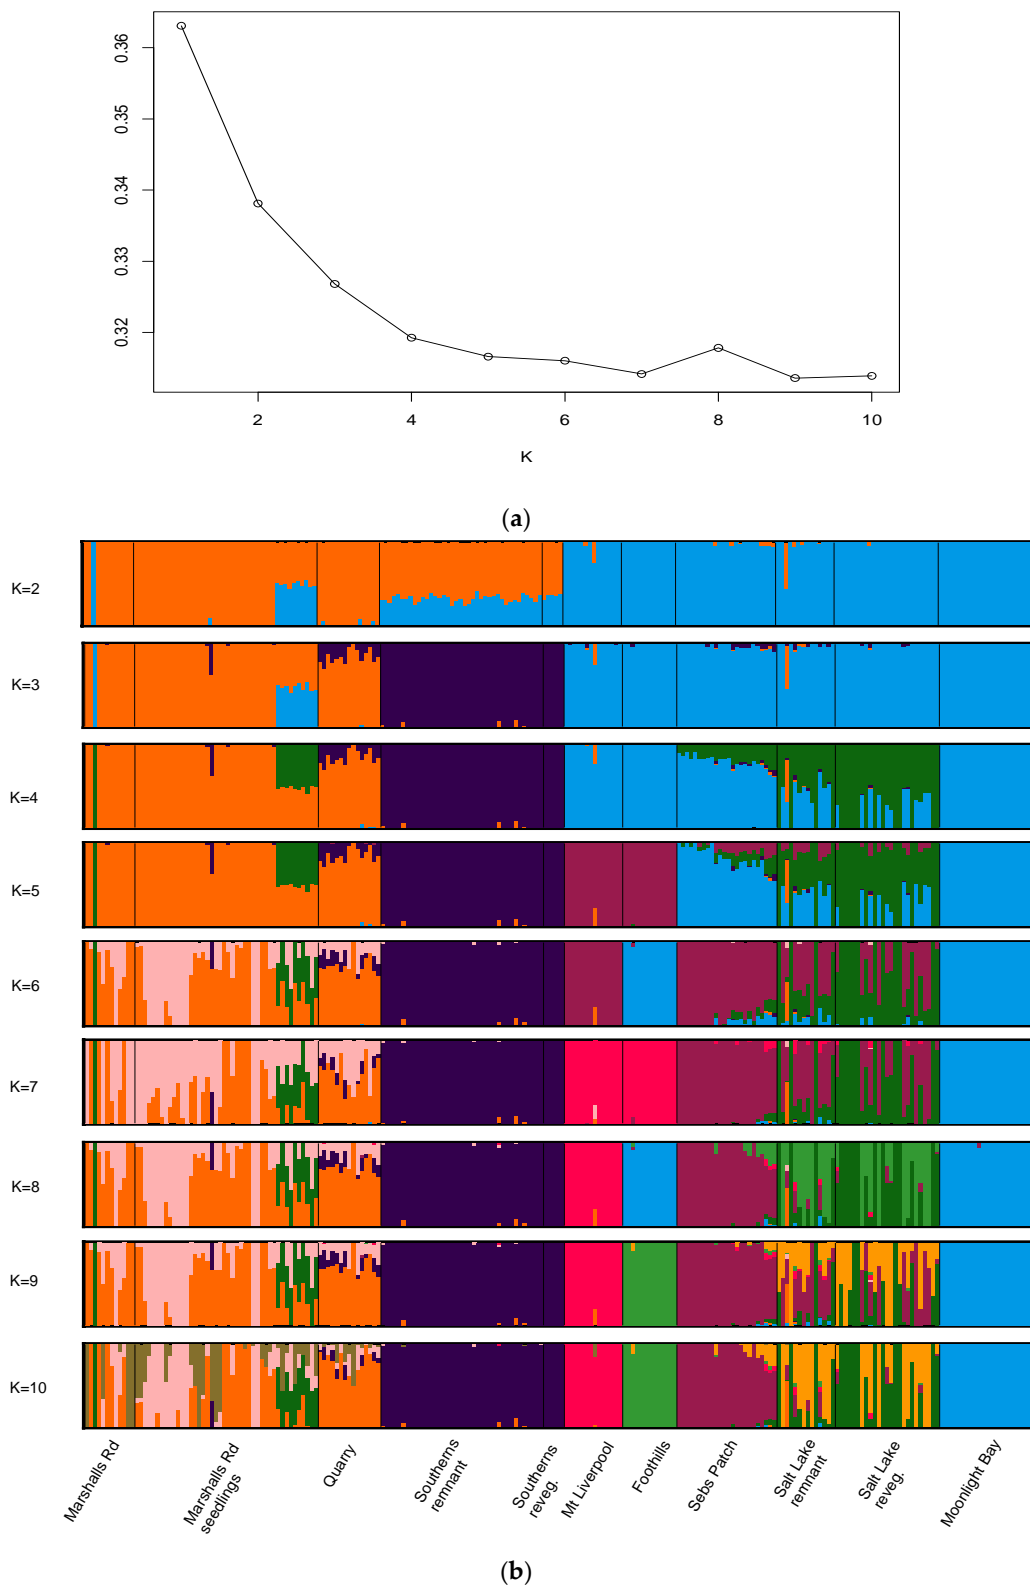 0.36
0.35
0.34
0.33
0.32
2 4 6 8 10
K
(a)
K=2
K=3
K=4
K=5
K=6
K=7
K=8
K=9
K=10
Marshalls Rd
Marshalls Rd
seedlings
Quarry
Southerns
remnant
Southerns
reveg.
Mt Liverpool
Foothills
Sebs Patch
Salt Lake
remnant
Salt Lake
reveg.
Moonlight Bay
(b)